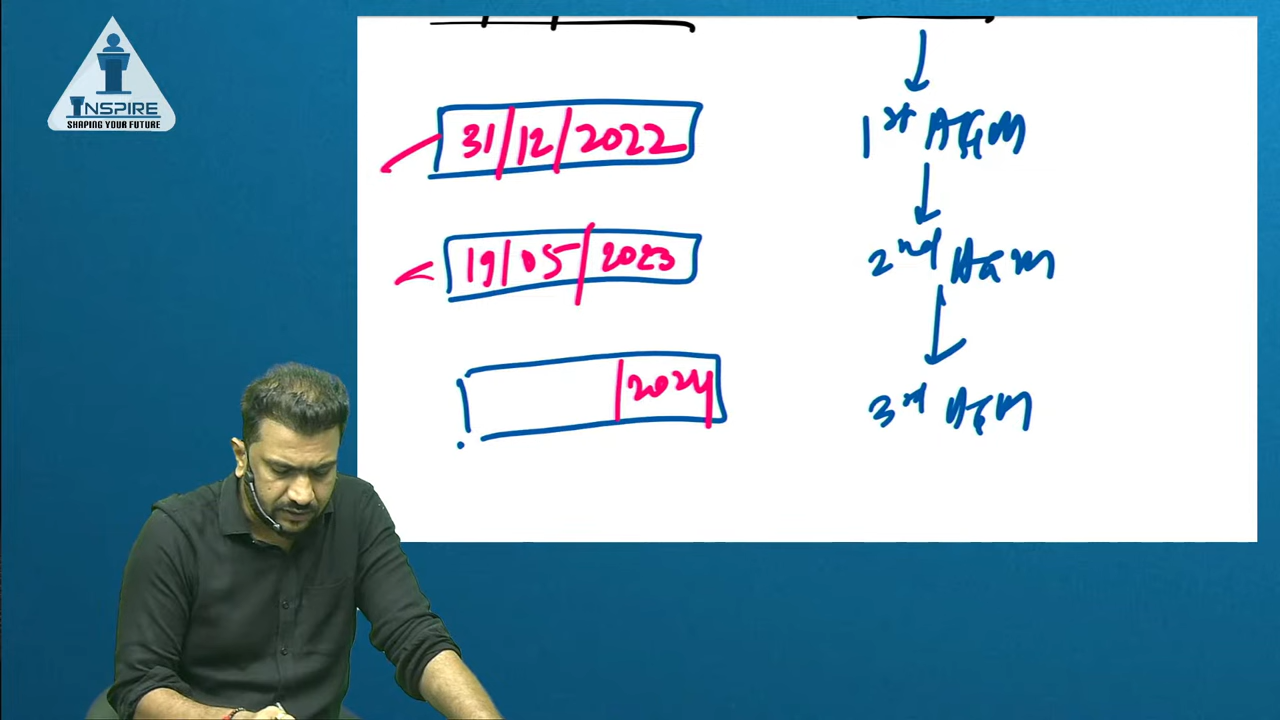 INSPIRE
SHAPING YOUR FUTURE
31/12/2022
1st AGM
19/05/2023
2nd AGM
2024
3rd AGM